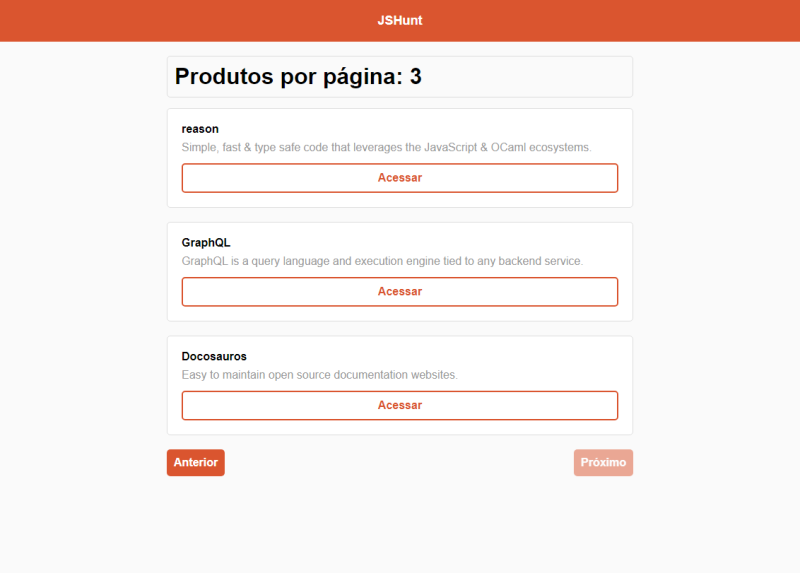 JSHunt
Produtos por página: 3
reason
Simple, fast & type safe code that leverages the JavaScript & OCaml ecosystems.
Acessar
GraphQL
GraphQL is a query language and execution engine tied to any backend service.
Acessar
Docosauros
Easy to maintain open source documentation websites.
Acessar
Anterior
Próximo